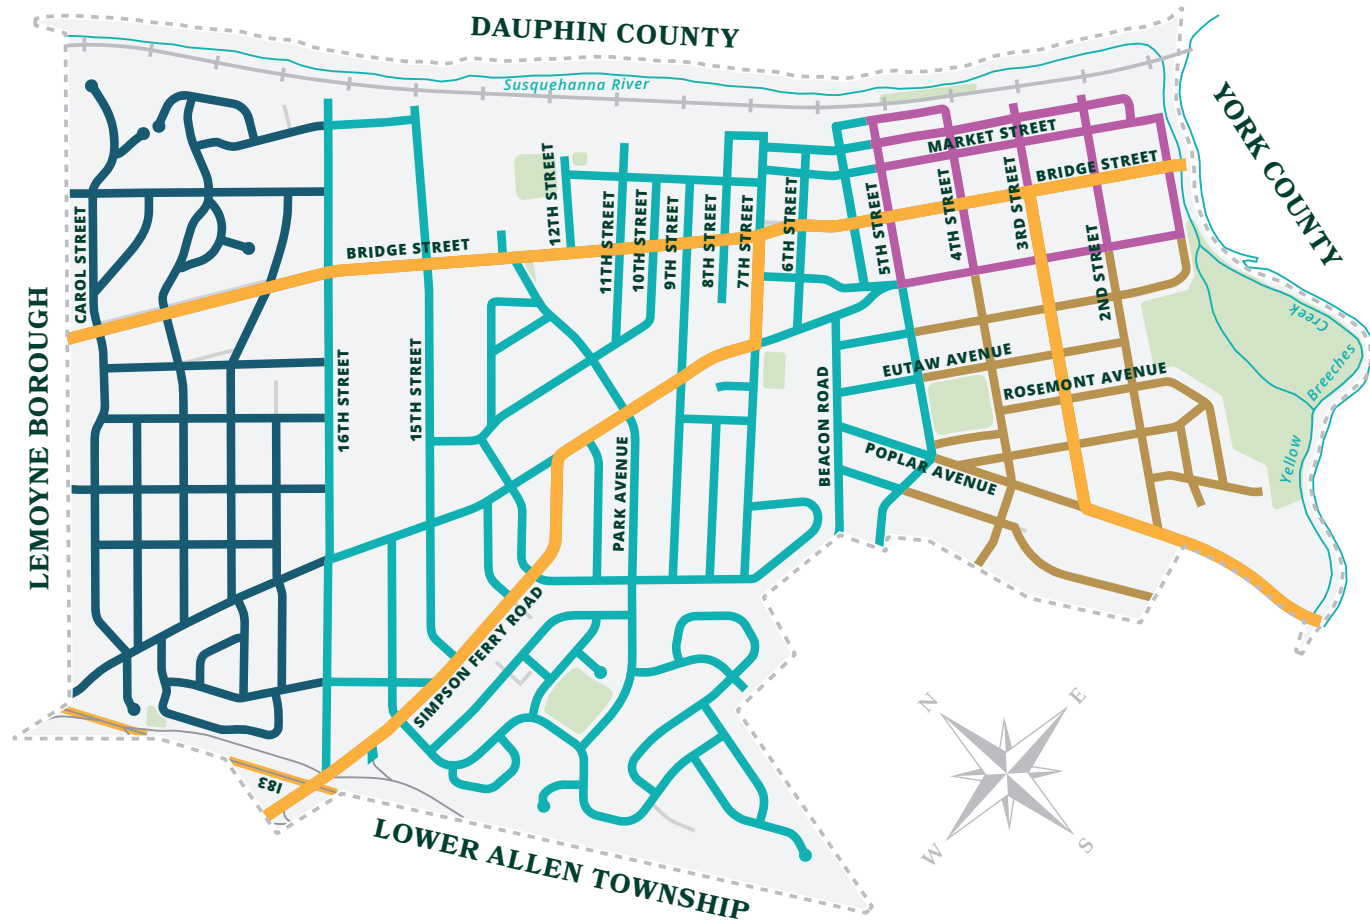 DAUPHIN COUNTY
Susquehanna River
YORK COUNTY
MARKET STREET
BRIDGE STREET
12TH STREET
11TH STREET
10TH STREET
9TH STREET
8TH STREET
7TH STREET
6TH STREET
5TH STREET
4TH STREET
3RD STREET
2ND STREET
CAROL STREET
BRIDGE STREET
LEMOYNE BOROUGH
16TH STREET
15TH STREET
PARK AVENUE
BEACON ROAD
EUTAW AVENUE
ROSEMONT AVENUE
POPLAR AVENUE
Creek
Breeches
Yellow
SIMPSON FERRY ROAD
I83
LOWER ALLEN TOWNSHIP
N
E
W
S